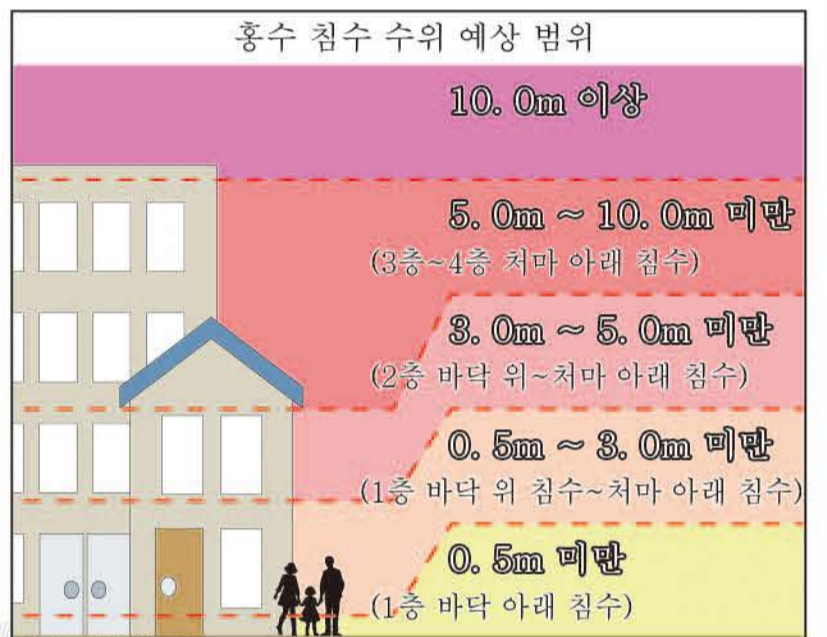 홍수 침수 수위 예상 범위
10. 0m 이상
5. 0m ~ 10. 0m 미만
(3층~4층 처마 아래 침수)
3. 0m ~ 5. 0m 미만
(2층 바닥 위~처마 아래 침수)
0. 5m ~ 3. 0m 미만
(1층 바닥 위 침수~처마 아래 침수)
0. 5m 미만
(1층 바닥 아래 침수)